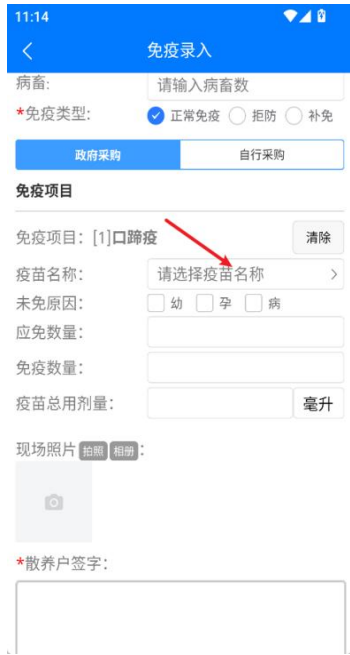 11:14
免疫录入
病畜:
请输入病畜数
*免疫类型: 正常免疫 拒防 补免
政府采购 自行采购
免疫项目
免疫项目: [1]口蹄疫 清除
疫苗名称: 请选择疫苗名称
未免原因: 幼 孕 病
应免数量:
免疫数量:
疫苗总用剂量: 毫升
现场照片 拍照 相册 :
*散养户签字: